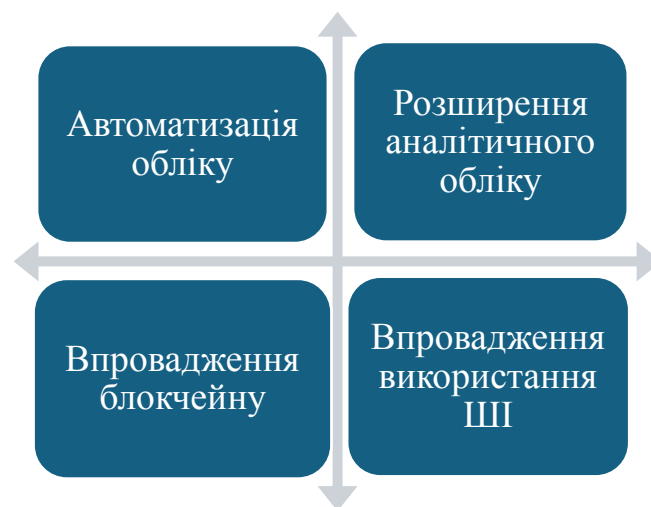 Автоматизація
обліку
Розширення
аналітичного
обліку
Впровадження
блокчейну
Впровадження
використання
ШІ